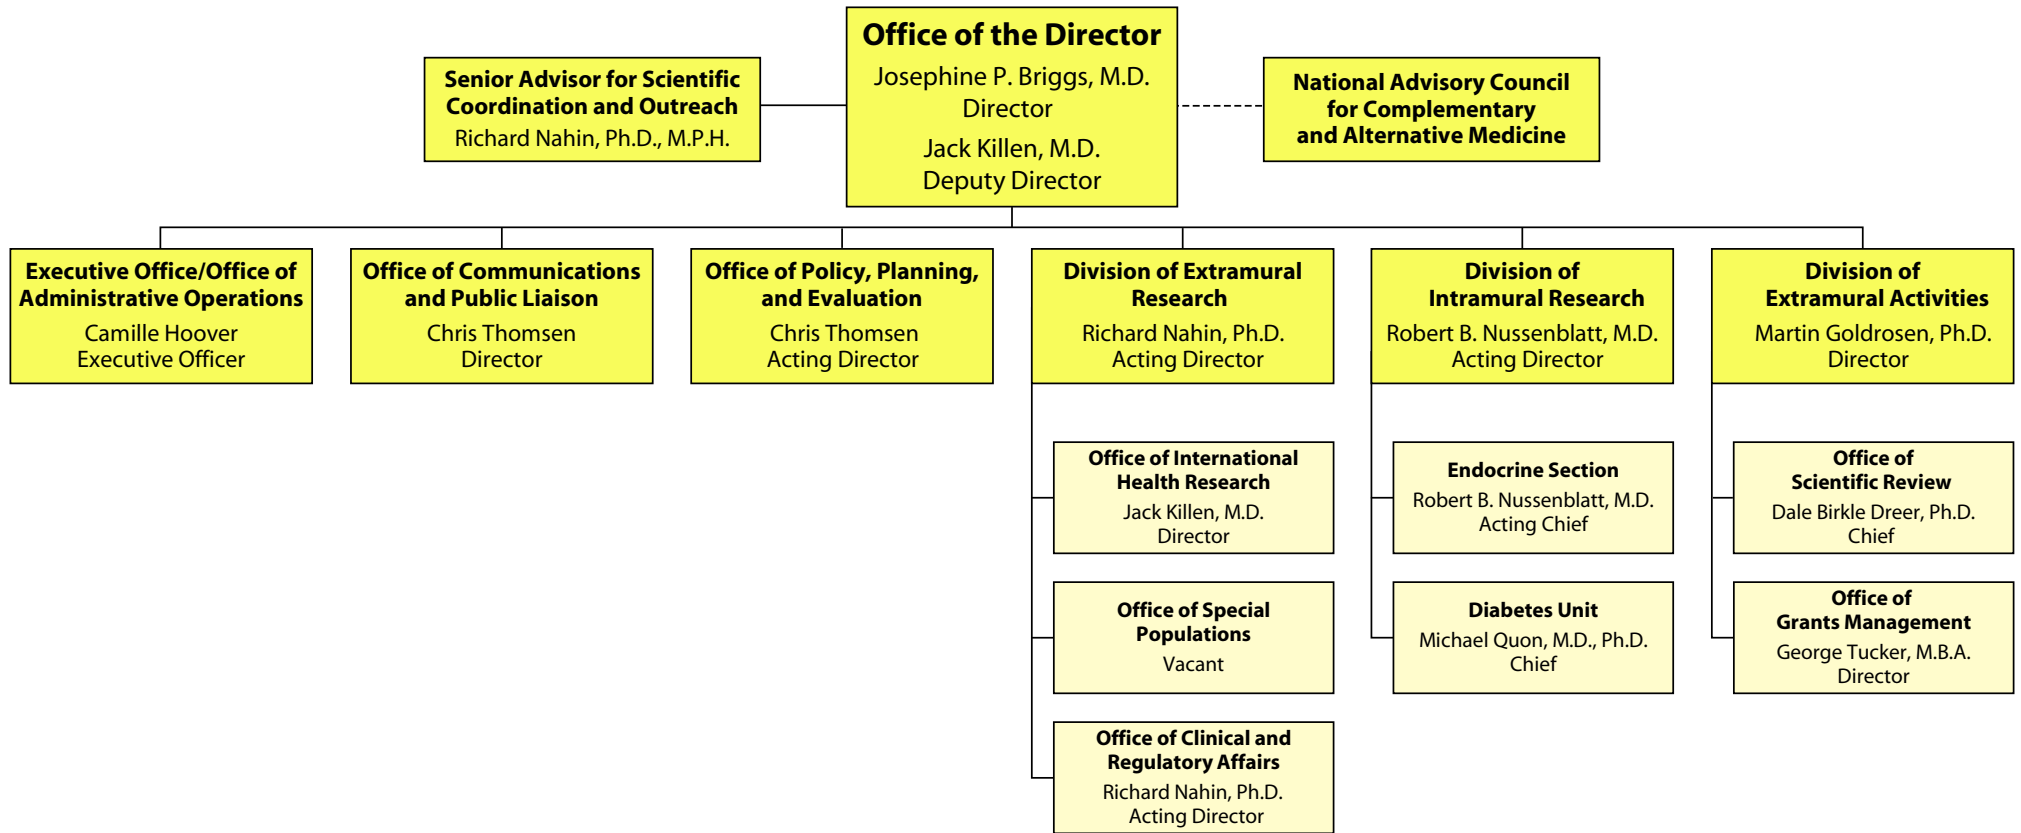 Office of the Director
Josephine P. Briggs, M.D.
Director
Jack Killen, M.D.
Deputy Director
Senior Advisor for Scientific
Coordination and Outreach
Richard Nahin, Ph.D., M.P.H.
National Advisory Council
for Complementary
and Alternative Medicine
Executive Office/Office of
Administrative Operations
Camille Hoover
Executive Officer
Office of Communications
and Public Liaison
Chris Thomsen
Director
Office of Policy, Planning,
and Evaluation
Chris Thomsen
Acting Director
Division of Extramural
Research
Richard Nahin, Ph.D.
Acting Director
Division of
Intramural Research
Robert B. Nussenblatt, M.D.
Acting Director
Division of
Extramural Activities
Martin Goldrosen, Ph.D.
Director
Office of International
Health Research
Jack Killen, M.D.
Director
Endocrine Section
Robert B. Nussenblatt, M.D.
Acting Chief
Office of
Scientific Review
Dale Birkle Dreer, Ph.D.
Chief
Office of Special
Populations
Vacant
Diabetes Unit
Michael Quon, M.D., Ph.D.
Chief
Office of
Grants Management
George Tucker, M.B.A.
Director
Office of Clinical and
Regulatory Affairs
Richard Nahin, Ph.D.
Acting Director